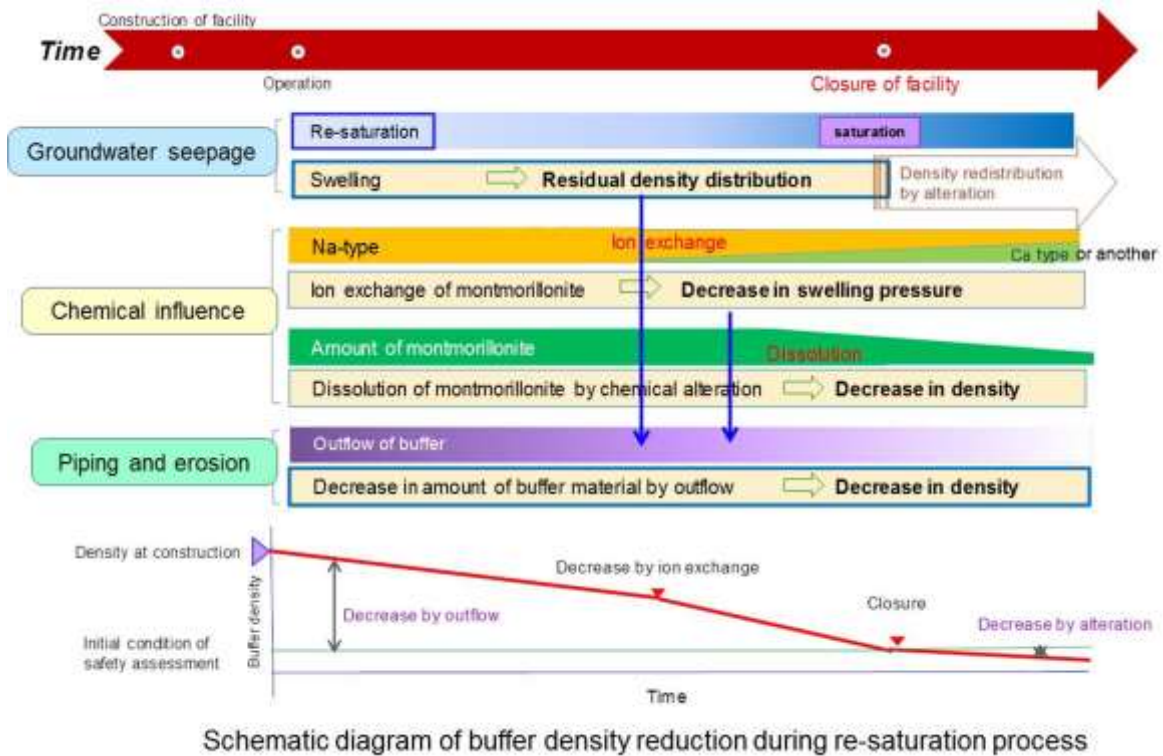 Construction of facility
Time
Operation
Closure of facility
Groundwater seepage
Re-saturation
saturation
Swelling
Residual density distribution
Density redistribution
by alteration
Chemical influence
Na-type
Ion exchange
Ca type or another
Ion exchange of montmorillonite
Decrease in swelling pressure
Amount of montmorillonite
Dissolution
Dissolution of montmorillonite by chemical alteration
Decrease in density
Piping and erosion
Outflow of buffer
Decrease in amount of buffer material by outflow
Decrease in density
Density at construction
Buffer density
Decrease by ion exchange
Closure
Decrease by outflow
Decrease by alteration
Initial condition of
safety assessment
Time
Schematic diagram of buffer density reduction during re-saturation process